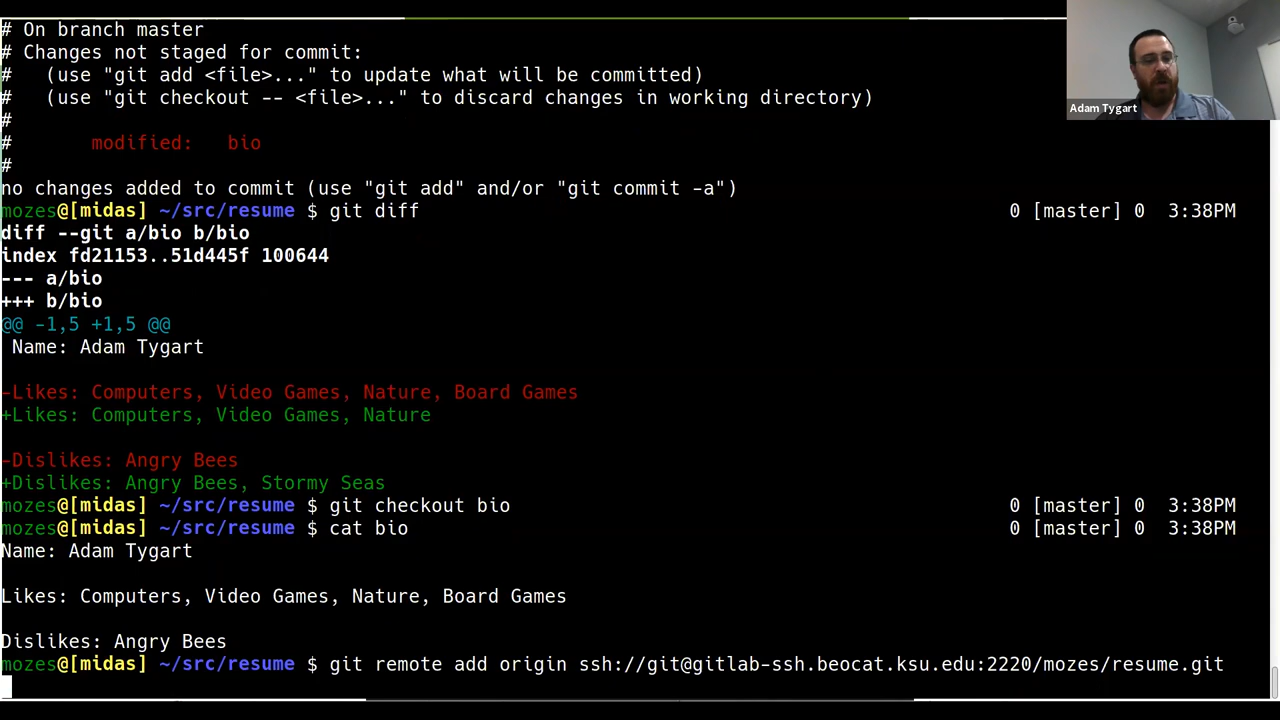 # On branch master
# Changes not staged for commit:
#   (use "git add <file>..." to update what will be committed)
#   (use "git checkout -- <file>..." to discard changes in working directory)
#
#       modified:   bio
#
no changes added to commit (use "git add" and/or "git commit -a")
mozes@[midas] ~/src/resume $ git diff 0 [master] 0 3:38PM
diff --git a/bio b/bio
index fd21153..51d445f 100644
--- a/bio
+++ b/bio
@@ -1,5 +1,5 @@
 Name: Adam Tygart
-Likes: Computers, Video Games, Nature, Board Games
+Likes: Computers, Video Games, Nature
-Dislikes: Angry Bees
+Dislikes: Angry Bees, Stormy Seas
mozes@[midas] ~/src/resume $ git checkout bio 0 [master] 0 3:38PM
mozes@[midas] ~/src/resume $ cat bio 0 [master] 0 3:38PM
Name: Adam Tygart
Likes: Computers, Video Games, Nature, Board Games
Dislikes: Angry Bees
mozes@[midas] ~/src/resume $ git remote add origin ssh://git@gitlab-ssh.beocat.ksu.edu:2220/mozes/resume.git
Adam Tygart